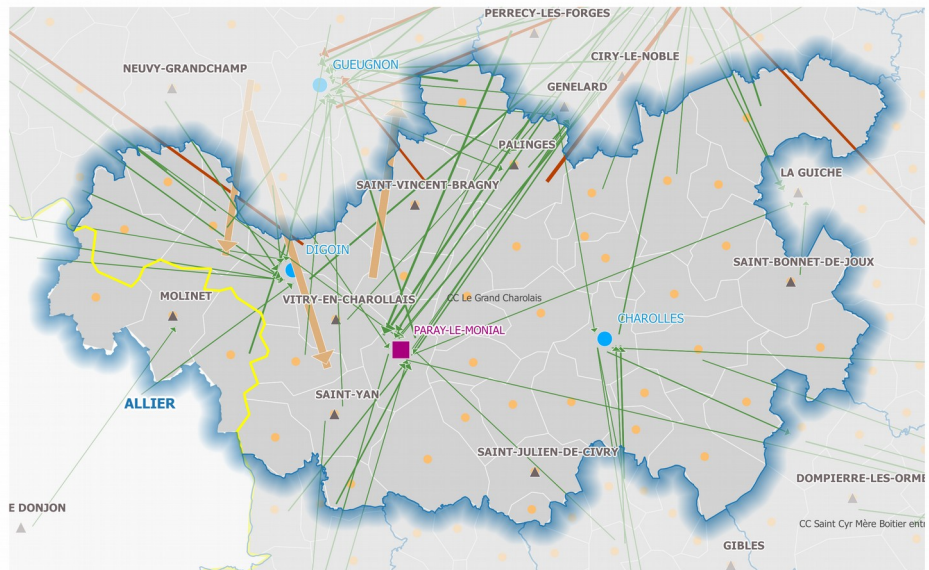 PERRECY-LES-FORGES
CIRY-LE-NOBLE
GUEUGNON
NEUVY-GRANDCHAMP
GENELARD
PALINGES
LA GUICHE
SAINT-VINCENT-BRAGNY
DIGOIN
SAINT-BONNET-DE-JOUX
MOLINET
VITRY-EN-CHAROLLAIS
CC Le Grand Charolais
CHAROLLES
PARAY-LE-MONIAL
SAINT-YAN
ALLIER
SAINT-JULIEN-DE-CIVRY
DOMPIERRE-LES-ORME
E DONJON
CC Saint Cyr Mère Boitier entr
GIBLES